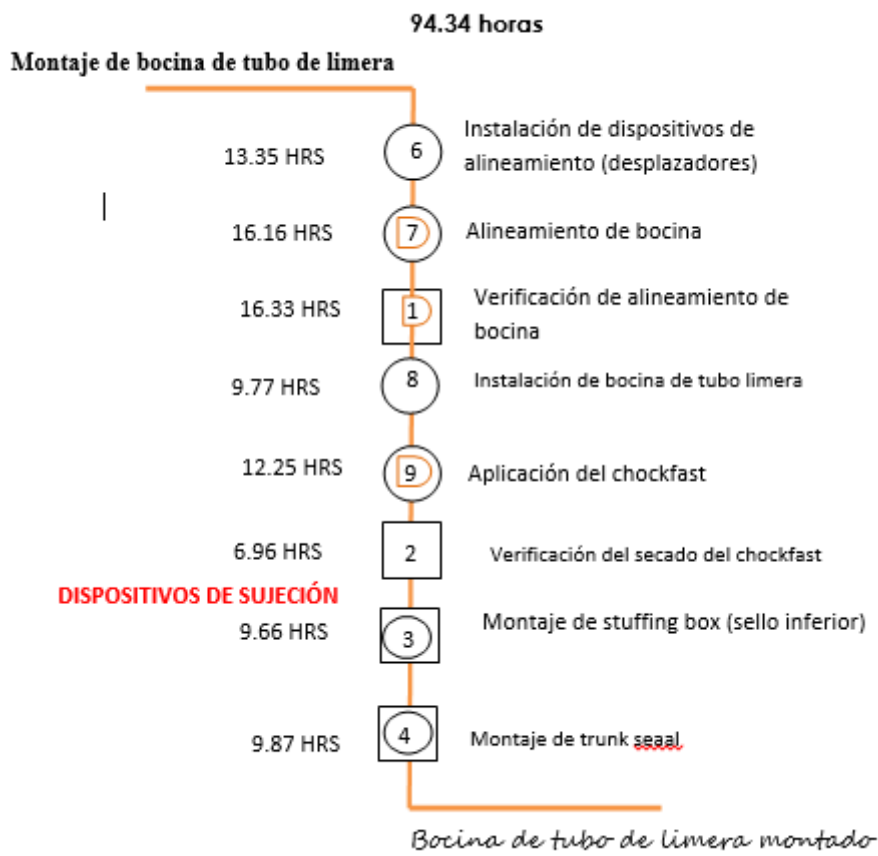 94.34 horas
Montaje de bocina de tubo de limera
13.35 HRS
6
Instalación de dispositivos de
alineamiento (desplazadores)
16.16 HRS
7
Alineamiento de bocina
16.33 HRS
1
Verificación de alineamiento de
bocina
9.77 HRS
8
Instalación de bocina de tubo limera
12.25 HRS
9
Aplicación del chockfast
6.96 HRS
2
Verificación del secado del chockfast
DISPOSITIVOS DE SUJECIÓN
9.66 HRS
3
Montaje de stuffing box (sello inferior)
9.87 HRS
4
Montaje de trunk seaal
Bocina de tubo de limera montado